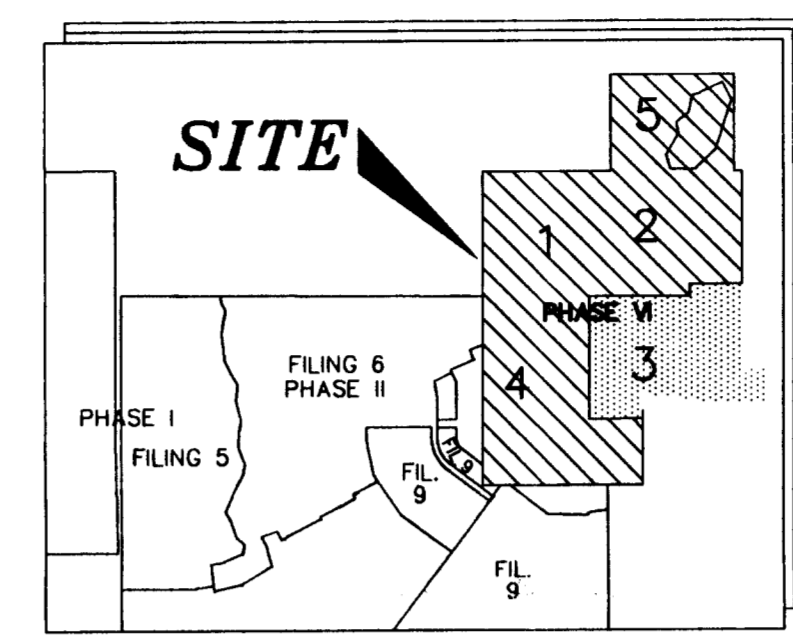 SITE
5
1
2
PHASE VI
3
4
FILING 6
PHASE II
PHASE I
FILING 5
FIL. 9
FIL.
9
FIL.
9